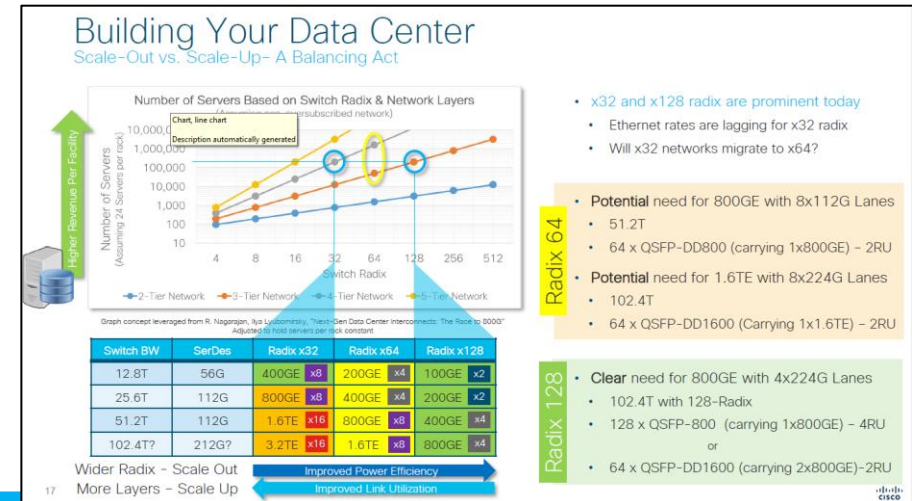 Building Your Data Center
Scale-Out vs. Scale-Up- A Balancing Act
Higher Revenue Per Facility
Number of Servers Based on Switch Radix & Network Layers
Chart, line chart
Description automatically generated
oversubscribed network)
Number of Servers
(Assuming 24 Servers per rack)
10,000,0
1,000,000
100,000
10,000
1,000
100
10
4 8 16 32 64 128 256 512
Switch Radix
2-Tier Network 3-Tier Network 4-Tier Network 5-Tier Network
Graph concept leveraged from R. Nagarajan, Ilya Lyubomirsky, "Next-Gen Data Center Interconnects: The Race to 800G"
Adjusted to hold servers per rack constant
Switch BW SerDes Radix x32 Radix x64 Radix x128
12.8T 56G 400GE x8 200GE x4 100GE x2
25.6T 112G 800GE x8 400GE x4 200GE x2
51.2T 112G 1.6TE x16 800GE x8 400GE x4
102.4T? 212G? 3.2TE x16 1.6TE x8 800GE x4
Wider Radix - Scale Out Improved Power Efficiency
More Layers - Scale Up Improved Link Utilization
• x32 and x128 radix are prominent today
• Ethernet rates are lagging for x32 radix
• Will x32 networks migrate to x64?
Radix 64
• Potential need for 800GE with 8x112G Lanes
• 51.2T
• 64 x QSFP-DD800 (carrying 1x800GE) - 2RU
• Potential need for 1.6TE with 8x224G Lanes
• 102.4T
• 64 x QSFP-DD1600 (Carrying 1x1.6TE) - 2RU
Radix 128
• Clear need for 800GE with 4x224G Lanes
• 102.4T with 128-Radix
• 128 x QSFP-800 (carrying 1x800GE) - 4RU
or
• 64 x QSFP-DD1600 (carrying 2x800GE)-2RU
17
CISCO